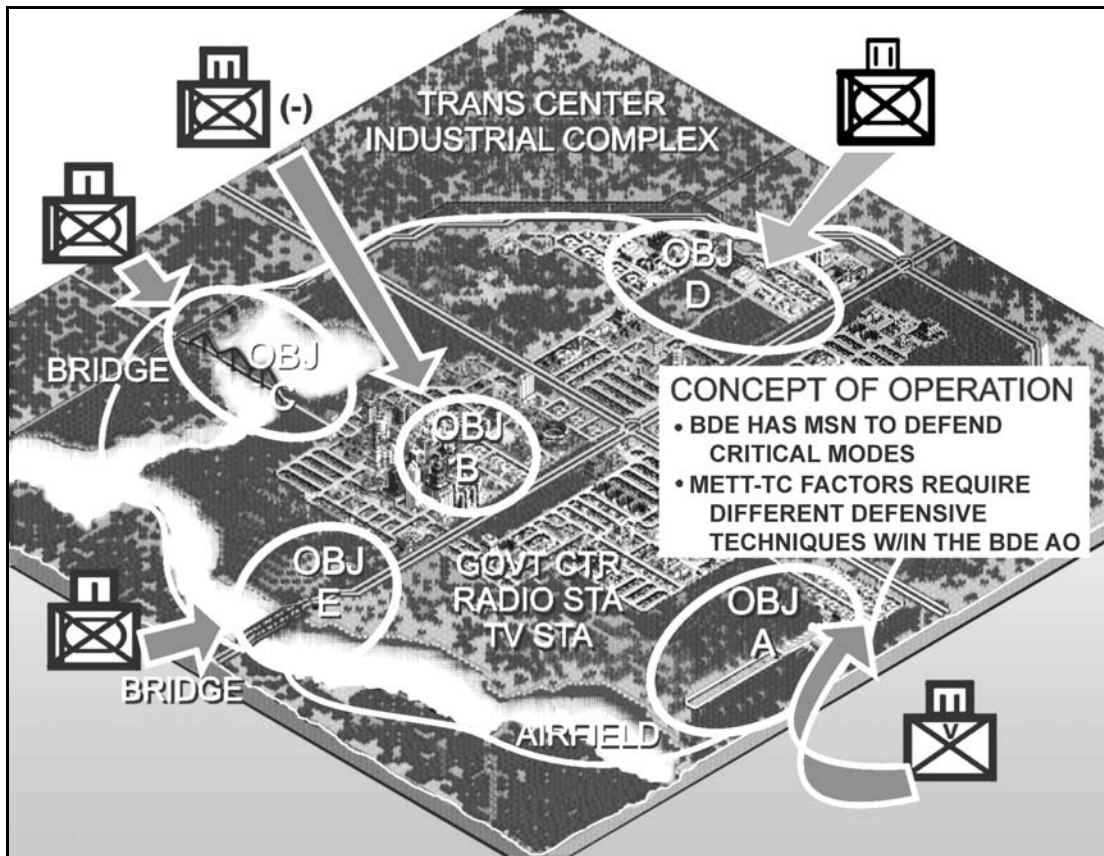 (-)
TRANS CENTER
INDUSTRIAL COMPLEX
OBJ
D
BRIDGE
OBJ
C
OBJ
B
CONCEPT OF OPERATION
• BDE HAS MSN TO DEFEND
CRITICAL MODES
• METT-TC FACTORS REQUIRE
DIFFERENT DEFENSIVE
TECHNIQUES W/IN THE BDE AO
OBJ
E
GOVT CTR
RADIO STA
TV STA
OBJ
A
BRIDGE
AIRFIELD
V